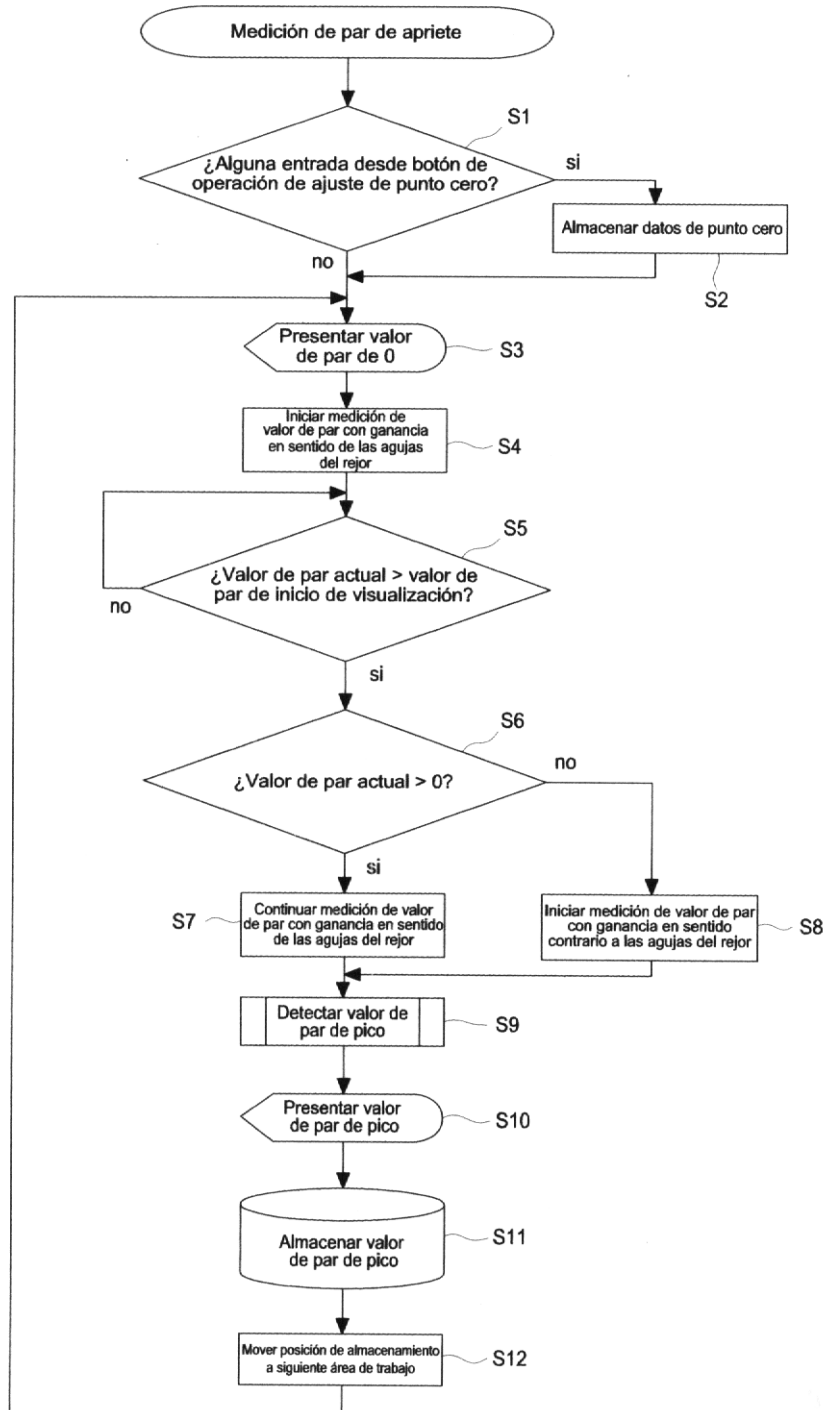 Medición de par de apriete
S1
¿Alguna entrada desde botón de
operación de ajuste de punto cero?
si
Almacenar datos de punto cero
no
S2
Presentar valor
de par de 0
S3
Iniciar medición de
valor de par con ganancia
en sentido de las agujas
del rejor
S4
S5
¿Valor de par actual > valor de
par de inicio de visualización?
no
si
S6
¿Valor de par actual > 0?
no
si
S7
Continuar medición de valor
de par con ganancia en sentido
de las agujas del rejor
Iniciar medición de valor de par
con ganancia en sentido
contrario a las agujas del rejor
S8
Detectar valor de
par de pico
S9
Presentar valor
de par de pico
S10
Almacenar valor
de par de pico
S11
Mover posición de almacenamiento
a siguiente área de trabajo
S12